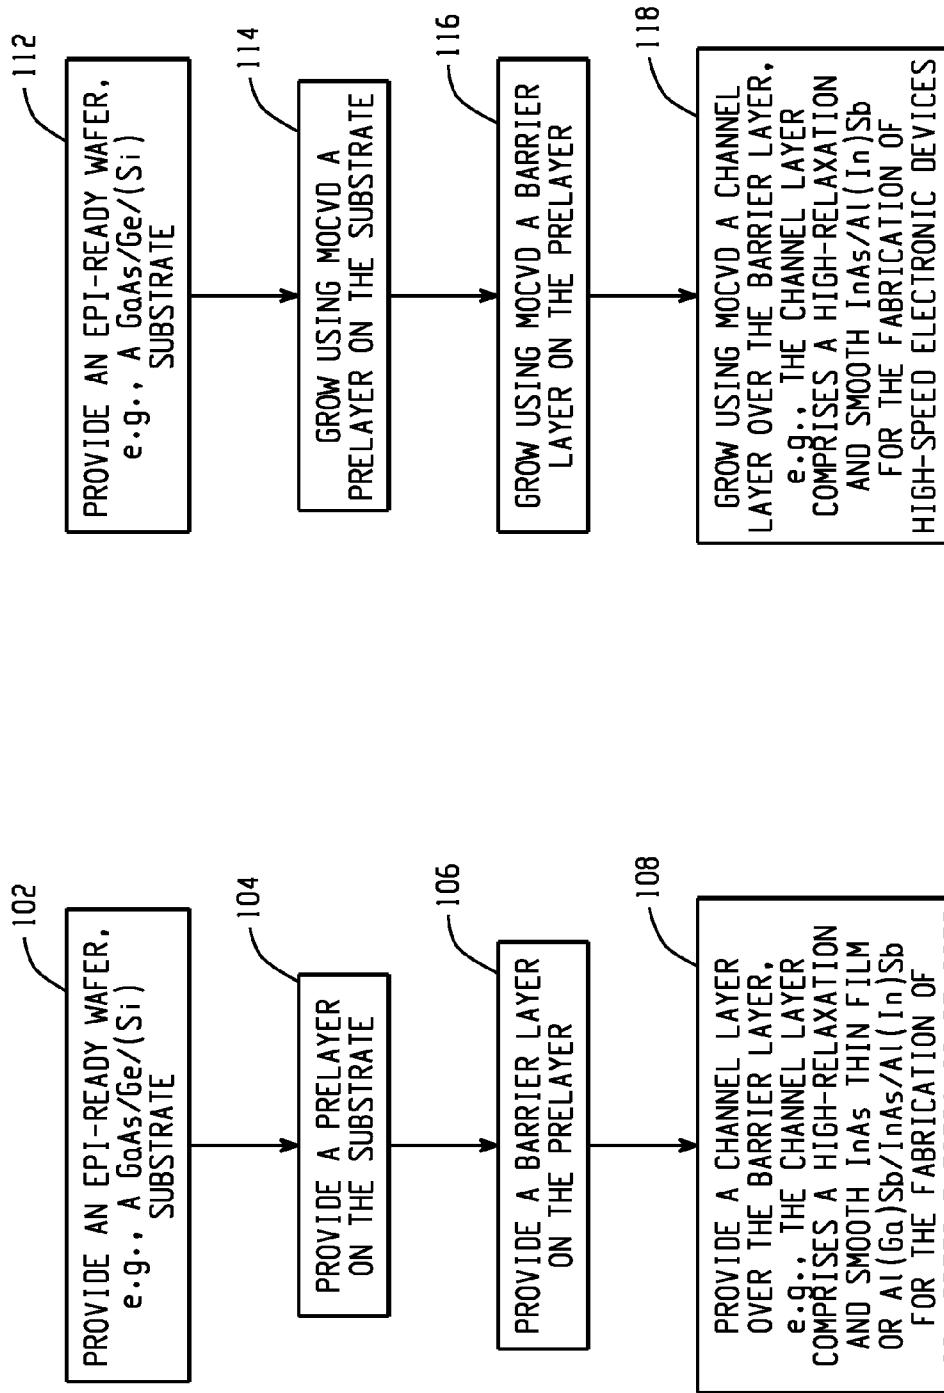 102
PROVIDE AN EPI-READY WAFER,
e.g., A GaAs/Ge/(Si)
SUBSTRATE
104
PROVIDE A PRELAYER
ON THE SUBSTRATE
106
PROVIDE A BARRIER LAYER
ON THE PRELAYER
108
PROVIDE A CHANNEL LAYER
OVER THE BARRIER LAYER,
e.g., THE CHANNEL LAYER
COMPRISES A HIGH-RELAXATION
AND SMOOTH InAs THIN FILM
OR Al(Ga)Sb/InAs/Al(In)Sb
FOR THE FABRICATION OF
112
PROVIDE AN EPI-READY WAFER,
e.g., A GaAs/Ge/(Si)
SUBSTRATE
114
GROW USING MOCVD A
PRELAYER ON THE SUBSTRATE
116
GROW USING MOCVD A BARRIER
LAYER ON THE PRELAYER
118
GROW USING MOCVD A CHANNEL
LAYER OVER THE BARRIER LAYER,
e.g., THE CHANNEL LAYER
COMPRISES A HIGH-RELAXATION
AND SMOOTH InAs/Al(In)Sb
FOR THE FABRICATION OF
HIGH-SPEED ELECTRONIC DEVICES